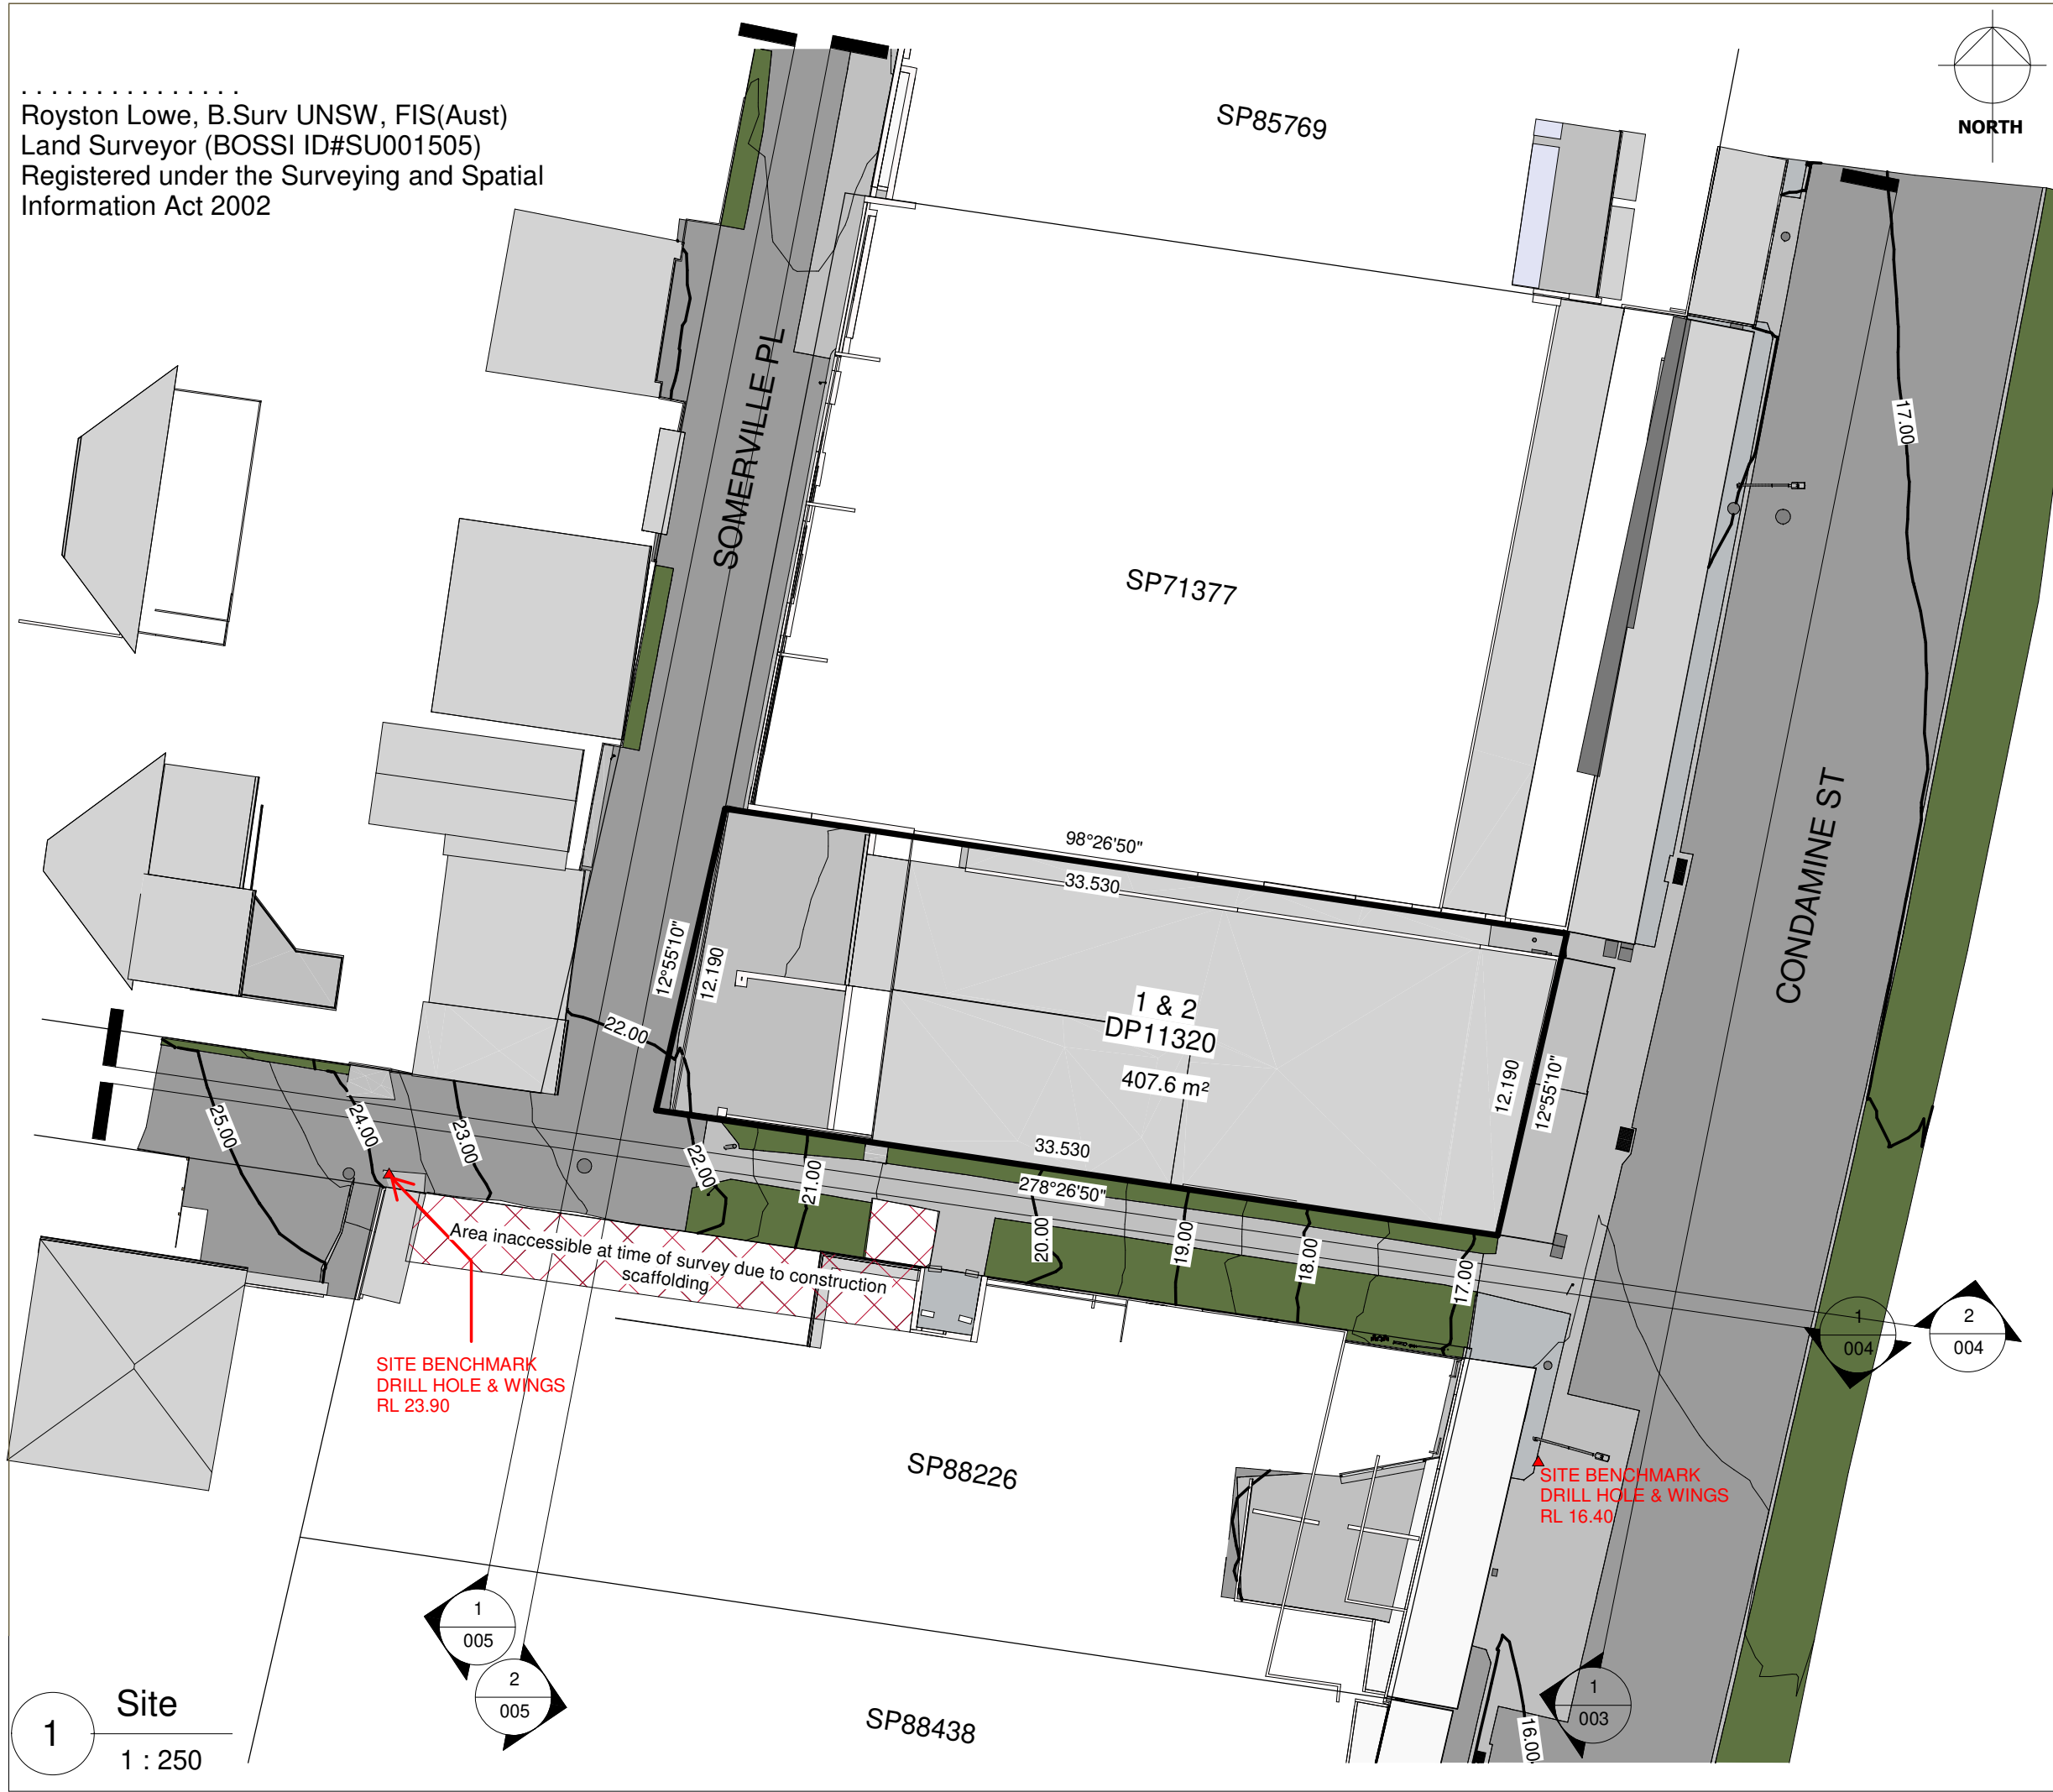 . . . . . . . . . . . . . . .
Royston Lowe, B.Surv UNSW, FIS(Aust)
Land Surveyor (BOSSI ID#SU001505)
Registered under the Surveying and Spatial
Information Act 2002
NORTH
SP85769
SOMERVILLE PL
SP71377
17.00
CONDAMINE ST
98°26'50"
33.530
12°55'10"
12.190
1 & 2
DP11320
407.6 m²
12.190
12°55'10"
22.00
25.00
24.00
23.00
22.00
21.00
33.530
278°26'50"
20.00
19.00
18.00
17.00
Area inaccessible at time of survey due to construction
scaffolding
1
004
2
004
SITE BENCHMARK
DRILL HOLE & WINGS
RL 23.90
SP88226
SITE BENCHMARK
DRILL HOLE & WINGS
RL 16.40
1
005
2
005
1
003
16.00
SP88438
1
Site
1 : 250